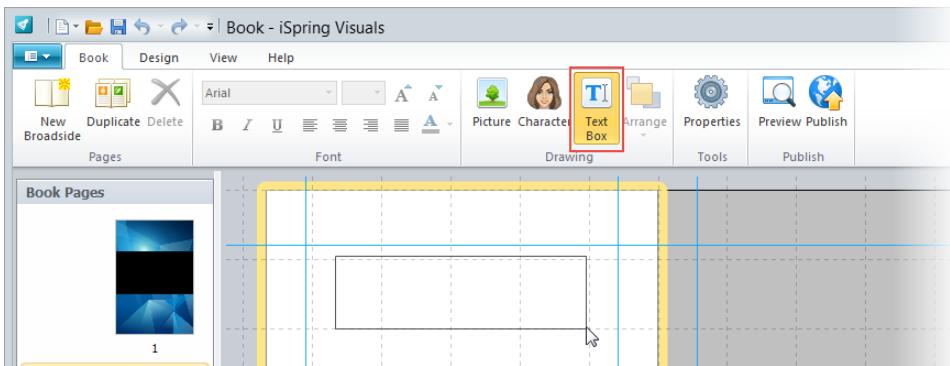 Book - iSpring Visuals
Book Design View Help
New Broadside
Duplicate
Delete
Pages
Arial
A A
B I U A
Font
Picture
Character
TI
Text Box
Arrange
Drawing
Properties
Tools
Preview
Publish
Publish
Book Pages
1